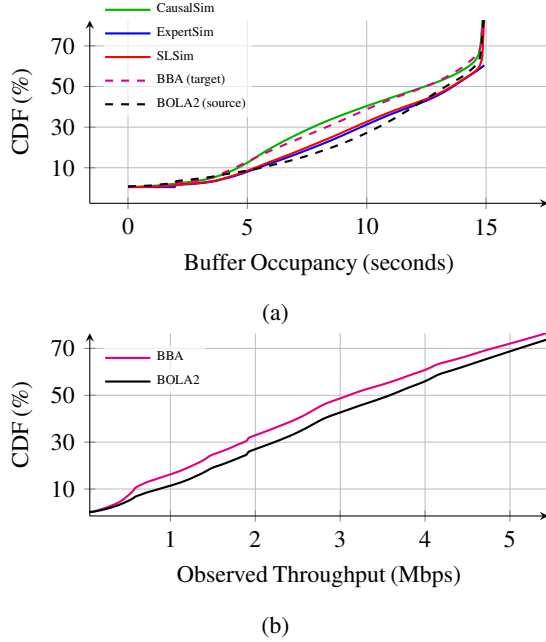 CausalSim
ExpertSim
SLSim
BBA (target)
BOLA2 (source)
CDF (%)
70
50
30
10
0
5
10
15
Buffer Occupancy (seconds)
(a)
BBA
BOLA2
CDF (%)
70
50
30
10
1
2
3
4
5
Observed Throughput (Mbps)
(b)